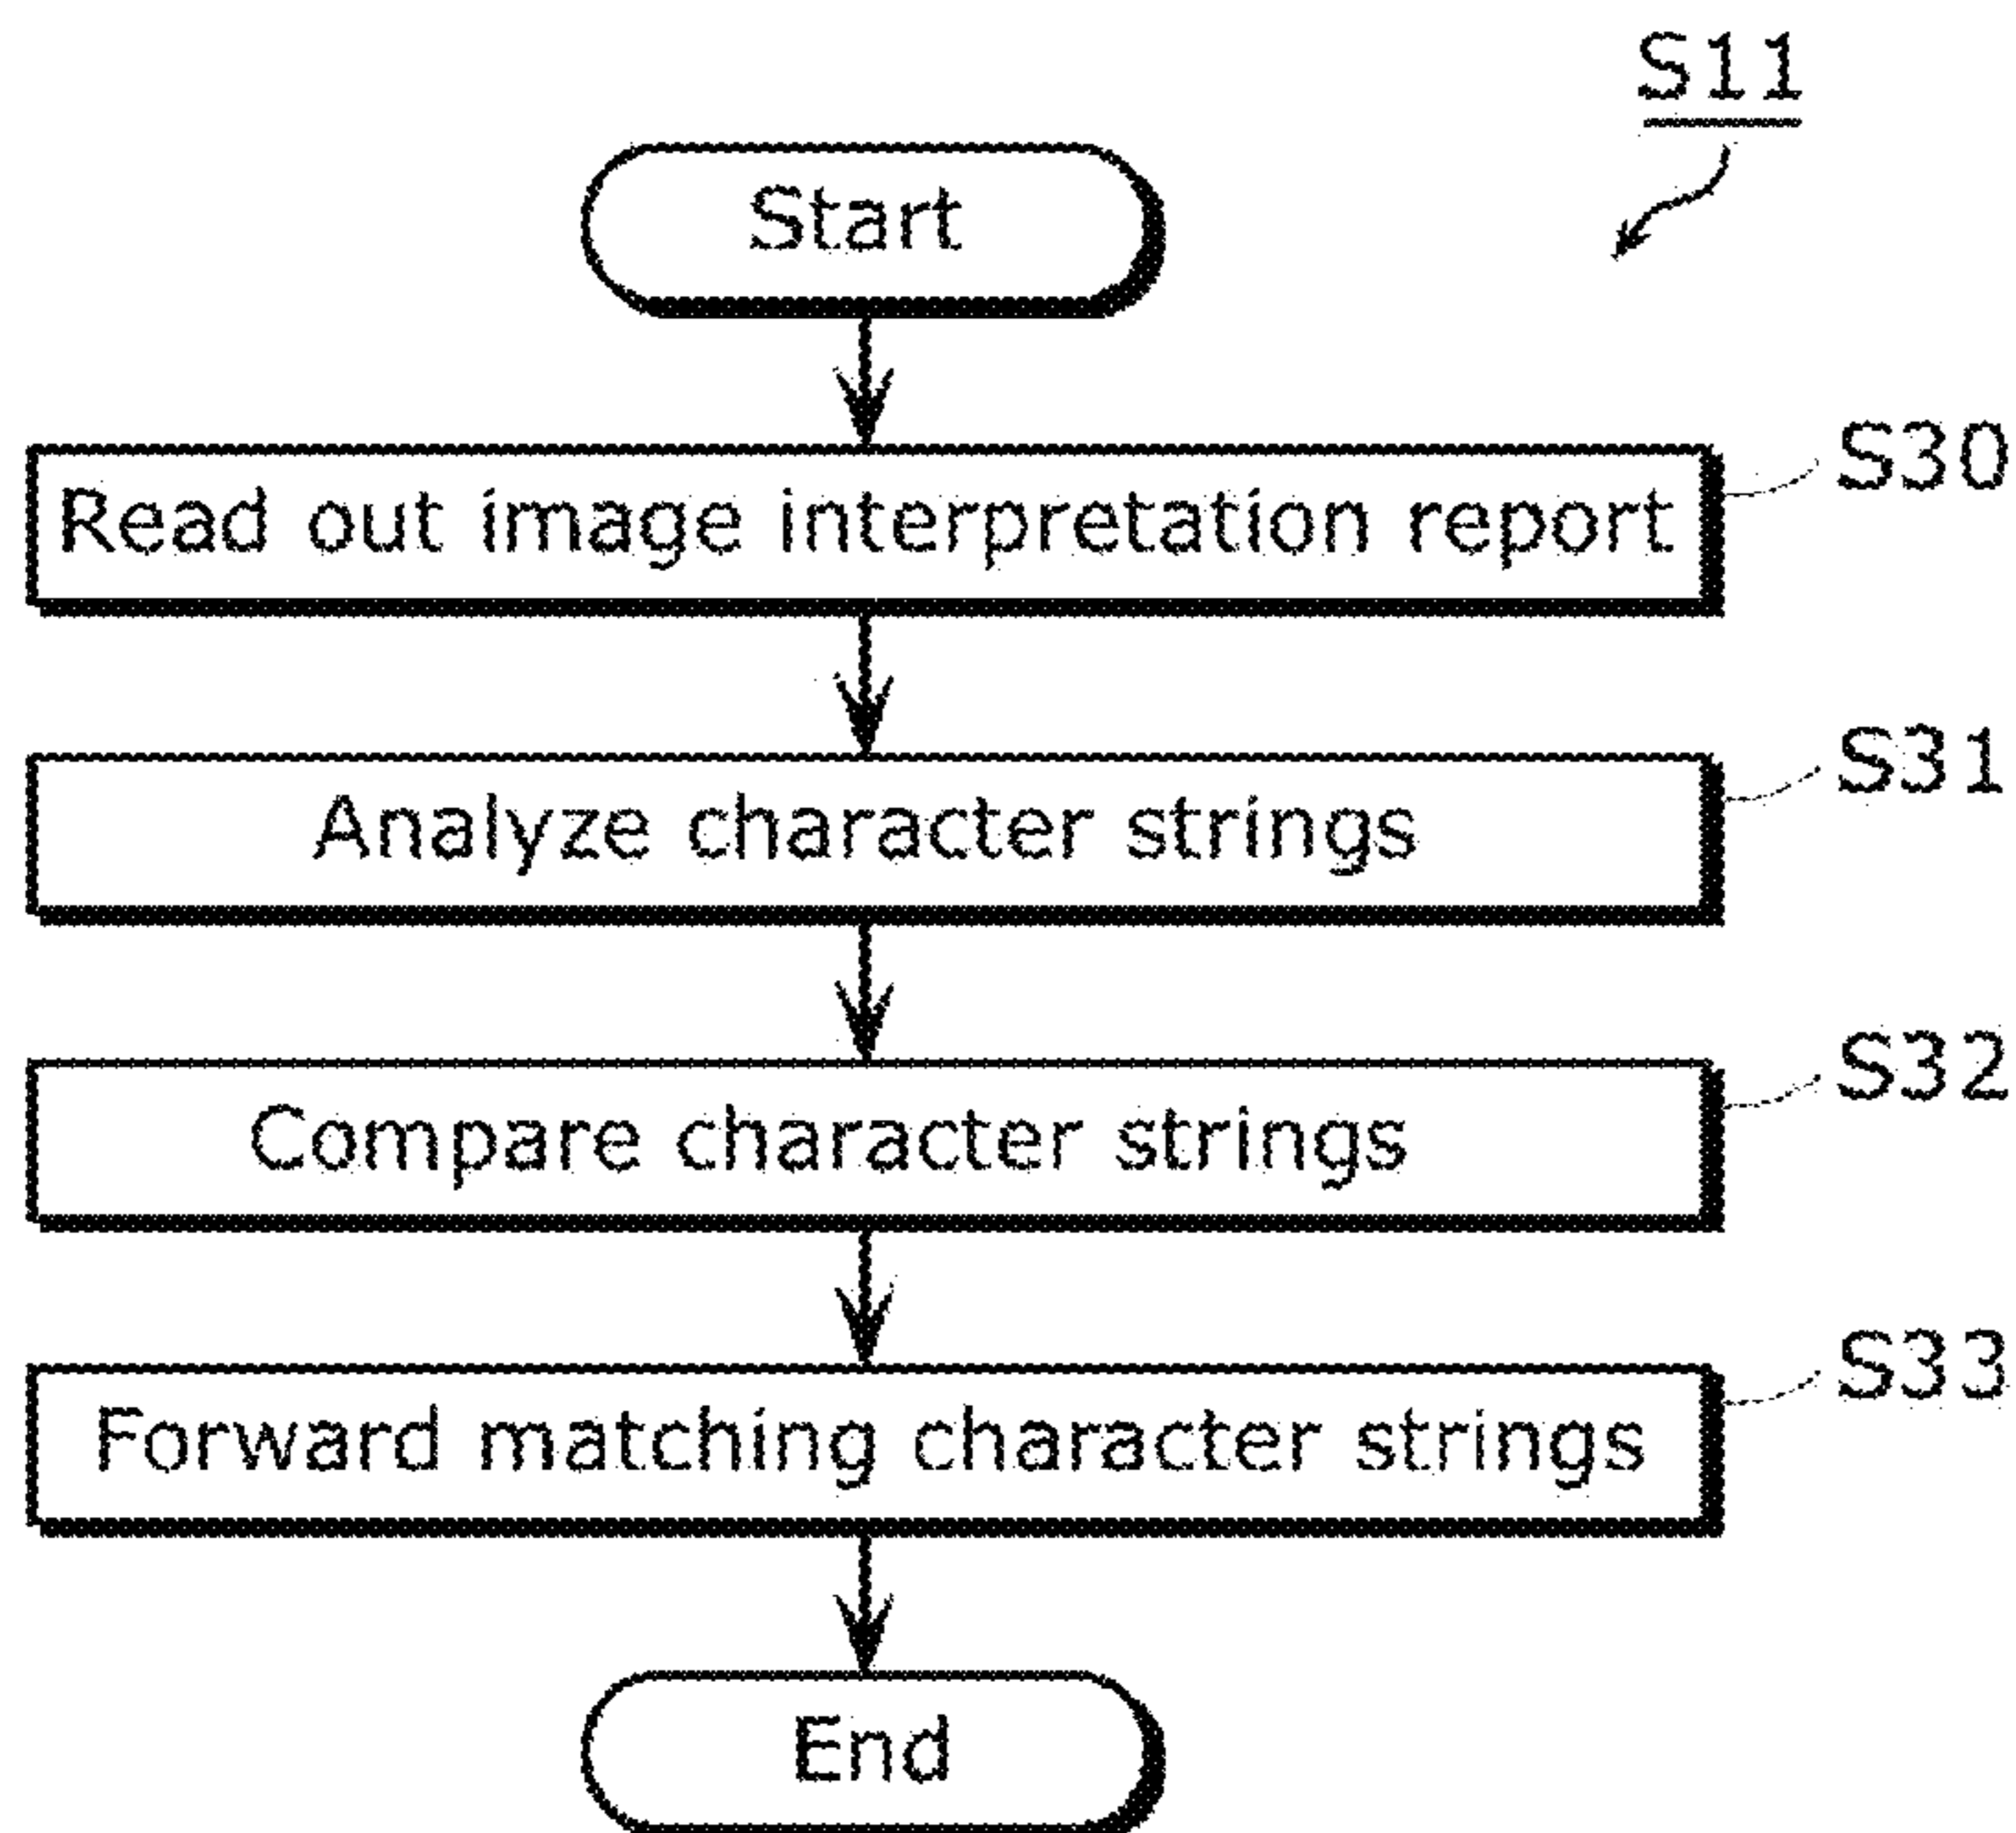 S11
Start
Read out image interpretation report
S30
Analyze character strings
S31
Compare character strings
S32
Forward matching character strings
S33
End